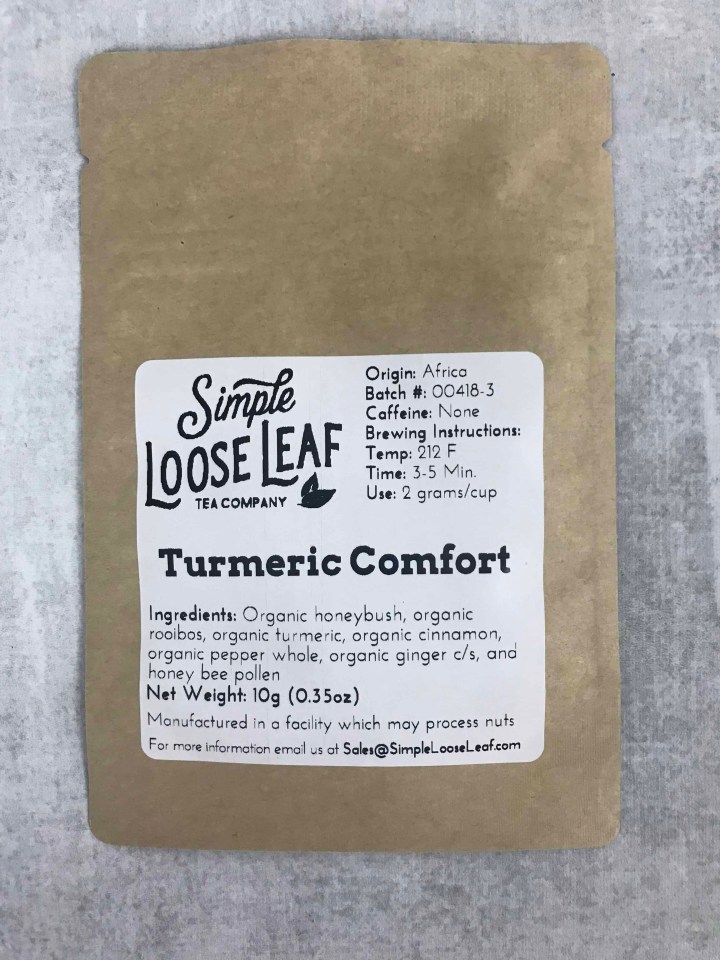 Simple
LOOSE LEAF
TEA COMPANY
Origin: Africa
Batch #: 00418-3
Caffeine: None
Brewing Instructions:
Temp: 212 F
Time: 3-5 Min.
Use: 2 grams/cup
Turmeric Comfort
Ingredients: Organic honeybush, organic
rooibos, organic turmeric, organic cinnamon,
organic pepper whole, organic ginger c/s, and
honey bee pollen
Net Weight: 10g (0.35oz)
Manufactured in a facility which may process nuts
For more information email us at Sales@SimpleLooseLeaf.com